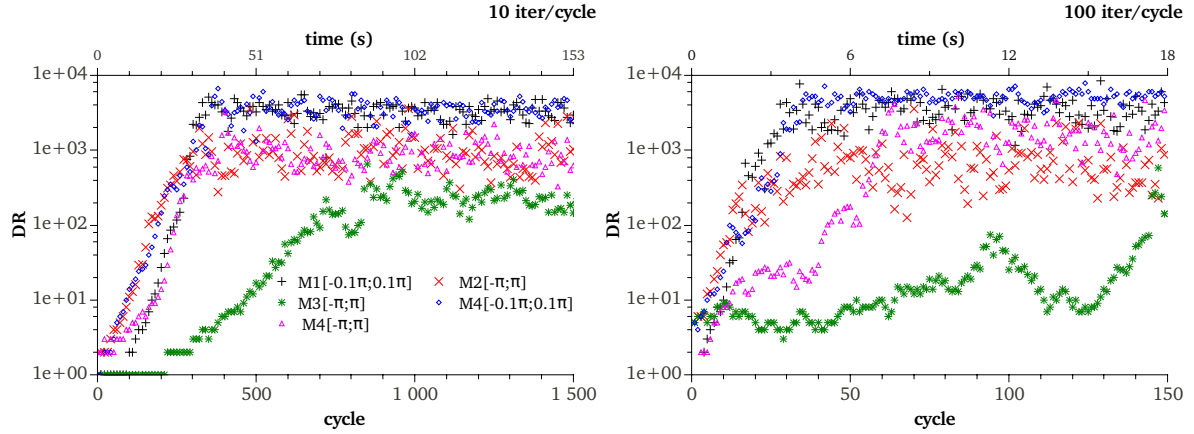 10 iter/cycle
time (s)
0 51 102 153
1e+04
1e+03
1e+02
1e+01
1e+00
DR
M1[-0.1π;0.1π]
M2[-π;π]
M3[-π;π]
M4[-0.1π;0.1π]
M4[-π;π]
0 500 1 000 1 500
cycle
100 iter/cycle
time (s)
0 6 12 18
1e+04
1e+03
1e+02
1e+01
1e+00
DR
0 50 100 150
cycle